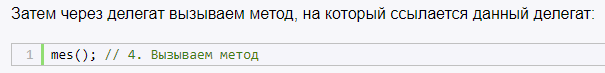 Затем через делегат вызываем метод, на который ссылается данный делегат:
1 mes(); // 4. Вызываем метод